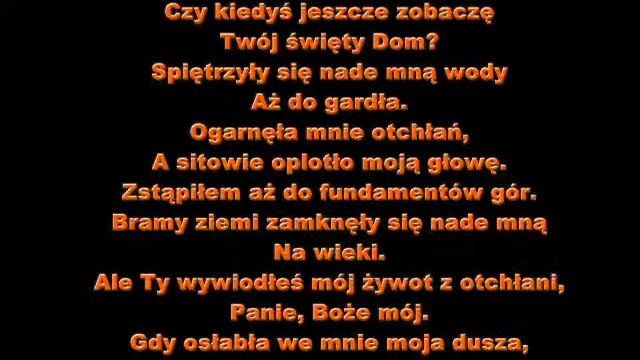 Czy kiedyś jeszcze zobaczę
Twój święty Dom?
Spiętrzyły się nade mną wody
Aż do gardła.
Ogarnęła mnie otchłań,
A sitowie oplotło moją głowę.
Zstąpiłem aż do fundamentów gór.
Bramy ziemi zamknęły się nade mną
Na wieki.
Ale Ty wywiodłeś mój żywot z otchłani,
Panie, Boże mój.
Gdy osłabła we mnie moja dusza,